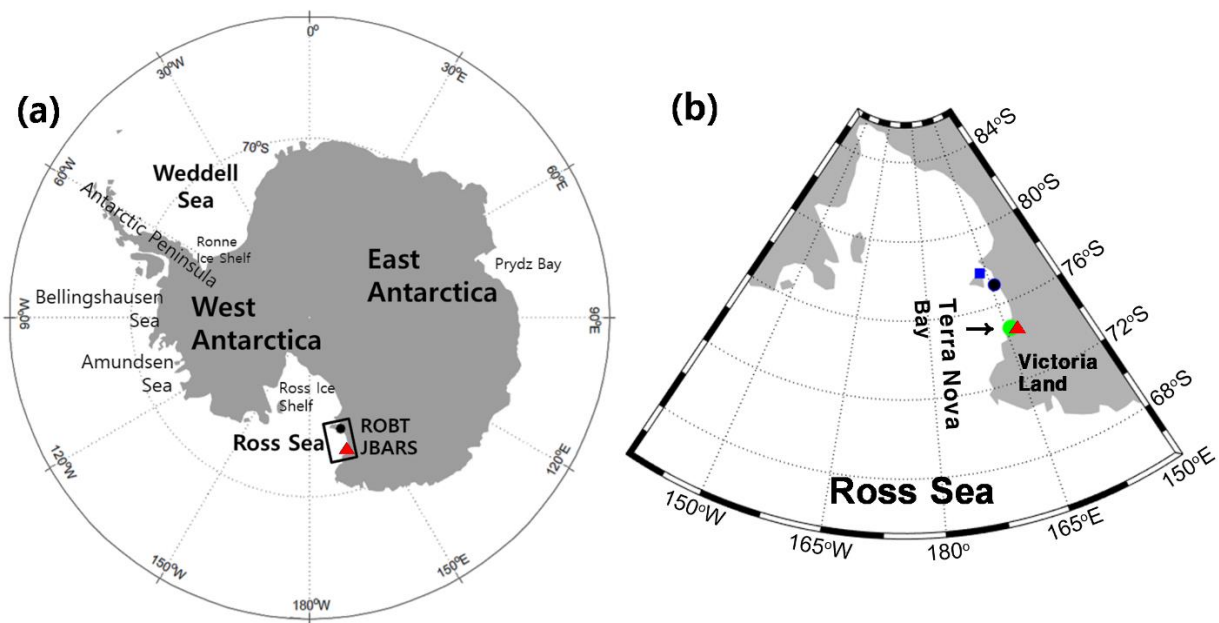 (a)
0°
30°W
30°E
60°W
60°E
70°S
Weddell
Sea
Antarctic Peninsula
Ronne
Ice Shelf
East
Antarctica
Prydz Bay
Bellingshausen
Sea
West
Antarctica
90°W
90°E
Amundsen
Sea
Ross Ice
Shelf
Ross Sea
ROBT
JBARS
120°W
120°E
150°W
150°E
180°W
(b)
84°S
80°S
76°S
72°S
68°S
Terra Nova
Bay
Victoria
Land
Ross Sea
150°W
165°W
180°
165°E
150°E